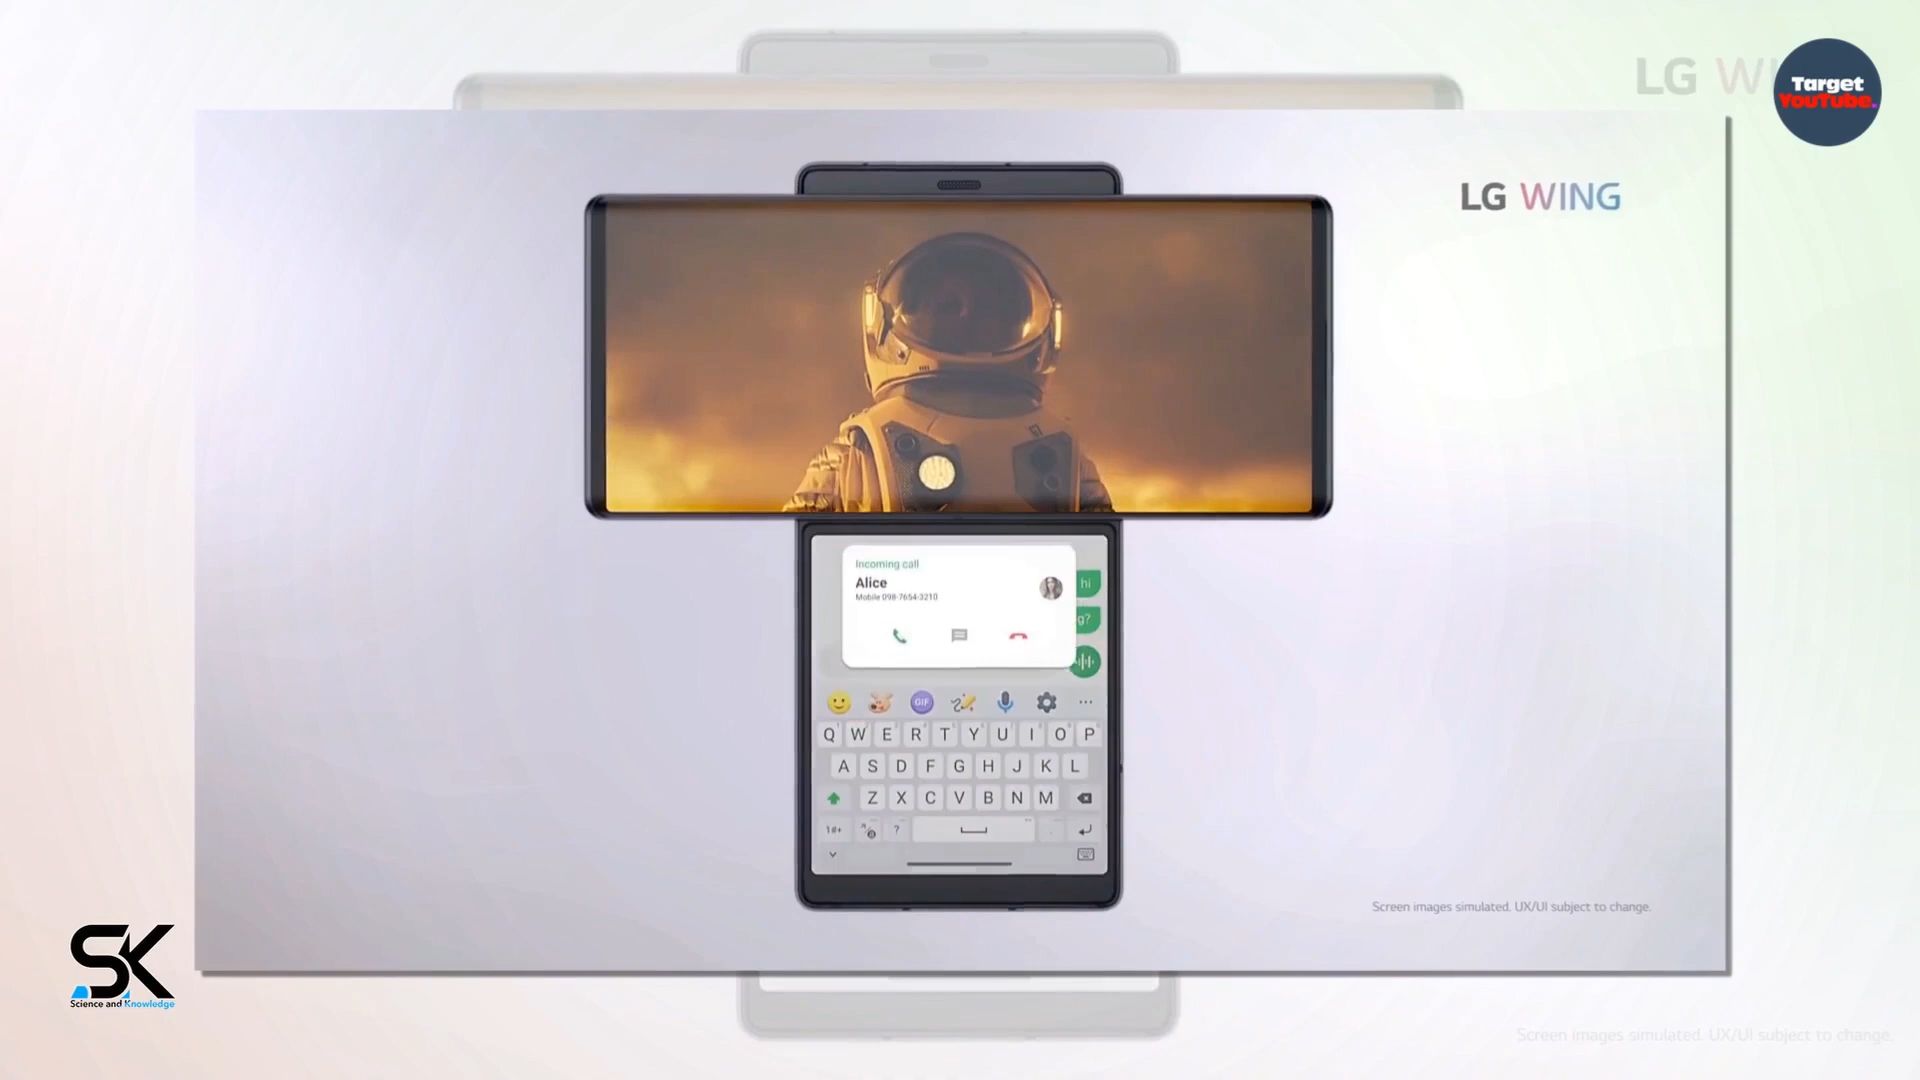 LG WI
Target
YouTube.
LG WING
Incoming call
Alice
Mobile 098-7654-3210
hi
g?
GIF
Q W E R T Y U I O P
A S D F G H J K L
Z X C V B N M
1#+ ? .
Screen images simulated. UX/UI subject to change.
SK
Science and Knowledge
Screen images simulated. UX/UI subject to change.